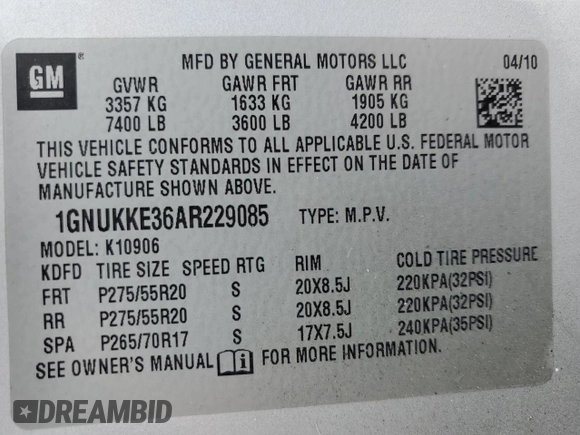 GM
MFD BY GENERAL MOTORS LLC 04/10
GVWR GAWR FRT GAWR RR
3357 KG 1633 KG 1905 KG
7400 LB 3600 LB 4200 LB
THIS VEHICLE CONFORMS TO ALL APPLICABLE U.S. FEDERAL MOTOR
VEHICLE SAFETY STANDARDS IN EFFECT ON THE DATE OF
MANUFACTURE SHOWN ABOVE.
1GNUKKE36AR229085 TYPE: M.P.V.
MODEL: K10906
KDFD TIRE SIZE SPEED RTG RIM COLD TIRE PRESSURE
FRT P275/55R20 S 20X8.5J 220KPA(32PSI)
RR P275/55R20 S 20X8.5J 220KPA(32PSI)
SPA P265/70R17 S 17X7.5J 240KPA(35PSI)
SEE OWNER'S MANUAL i FOR MORE INFORMATION.
DREAMBID